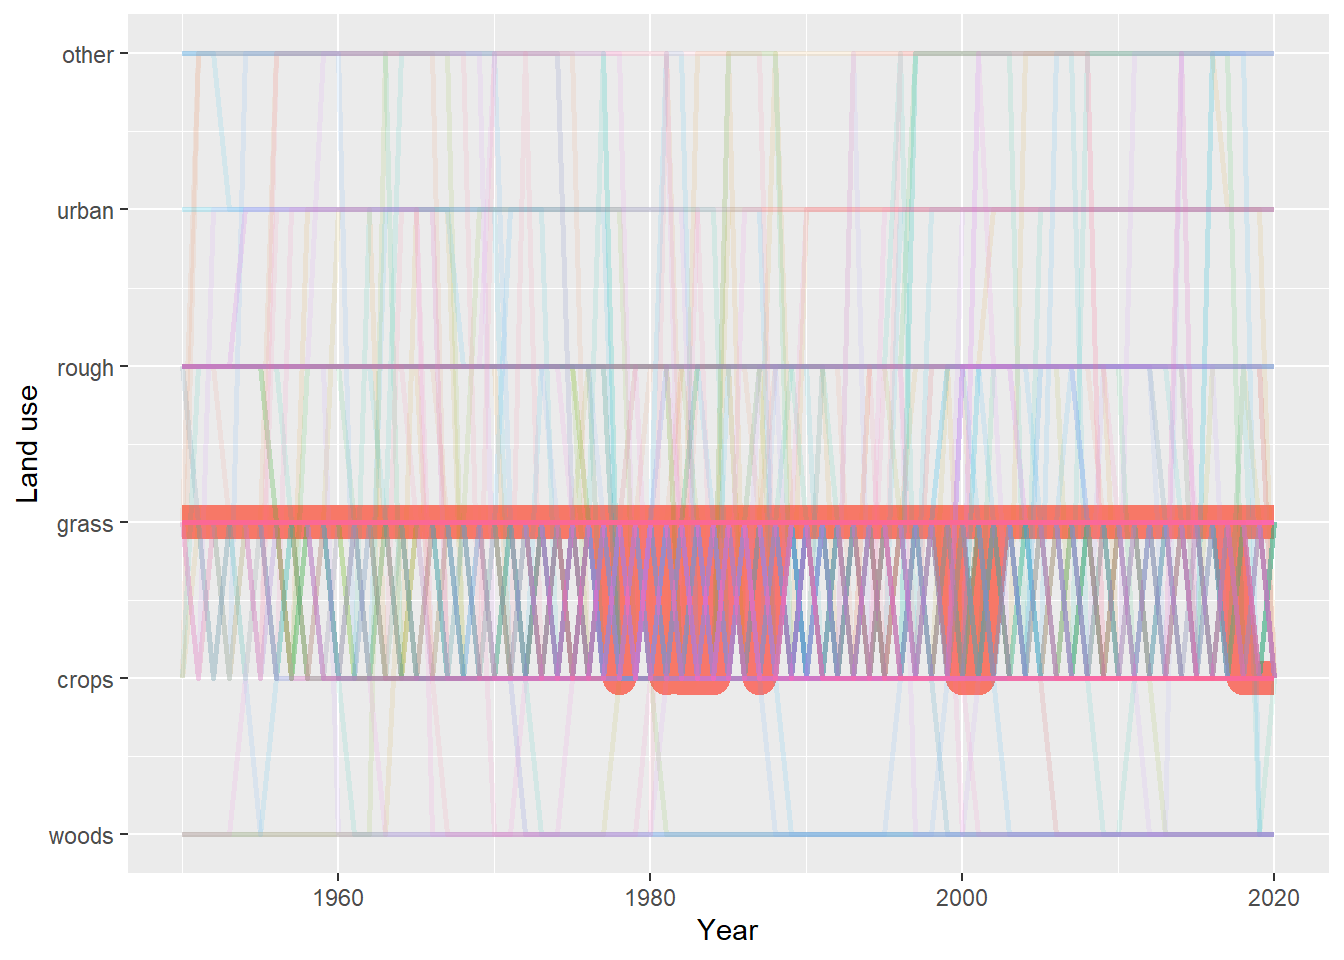 other
urban
rough
grass
crops
woods
Land use
1960
1980
2000
2020
Year